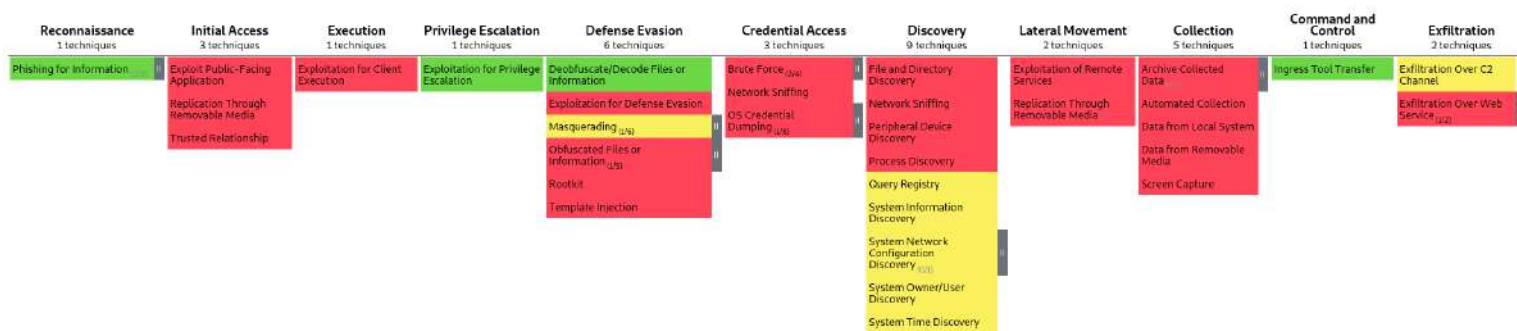 Reconnaissance
1 techniques
Phishing for Information
Initial Access
3 techniques
Exploit Public-Facing
Application
Replication Through
Removable Media
Trusted Relationship
Execution
1 techniques
Exploitation for Client
Execution
Privilege Escalation
1 techniques
Exploitation for Privilege
Escalation
Defense Evasion
6 techniques
Deobfuscate/Decode Files or
Information
Exploitation for Defense Evasion
Masquerading (1/6)
Obfuscated Files or
Information (1/5)
Rootkit
Template Injection
Credential Access
3 techniques
Brute Force
Network Sniffing
OS Credential
Dumping (1/8)
Discovery
9 techniques
File and Directory
Discovery
Network Sniffing
Peripheral Device
Discovery
Process Discovery
Query Registry
System Information
Discovery
System Network
Configuration
Discovery
System Owner/User
Discovery
System Time Discovery
Lateral Movement
2 techniques
Exploitation of Remote
Services
Replication Through
Removable Media
Collection
5 techniques
Archive Collected
Data
Automated Collection
Data from Local System
Data from Removable
Media
Screen Capture
Command and
Control
1 techniques
Ingress Tool Transfer
Exfiltration
2 techniques
Exfiltration Over C2
Channel
Exfiltration Over Web
Service (1/2)